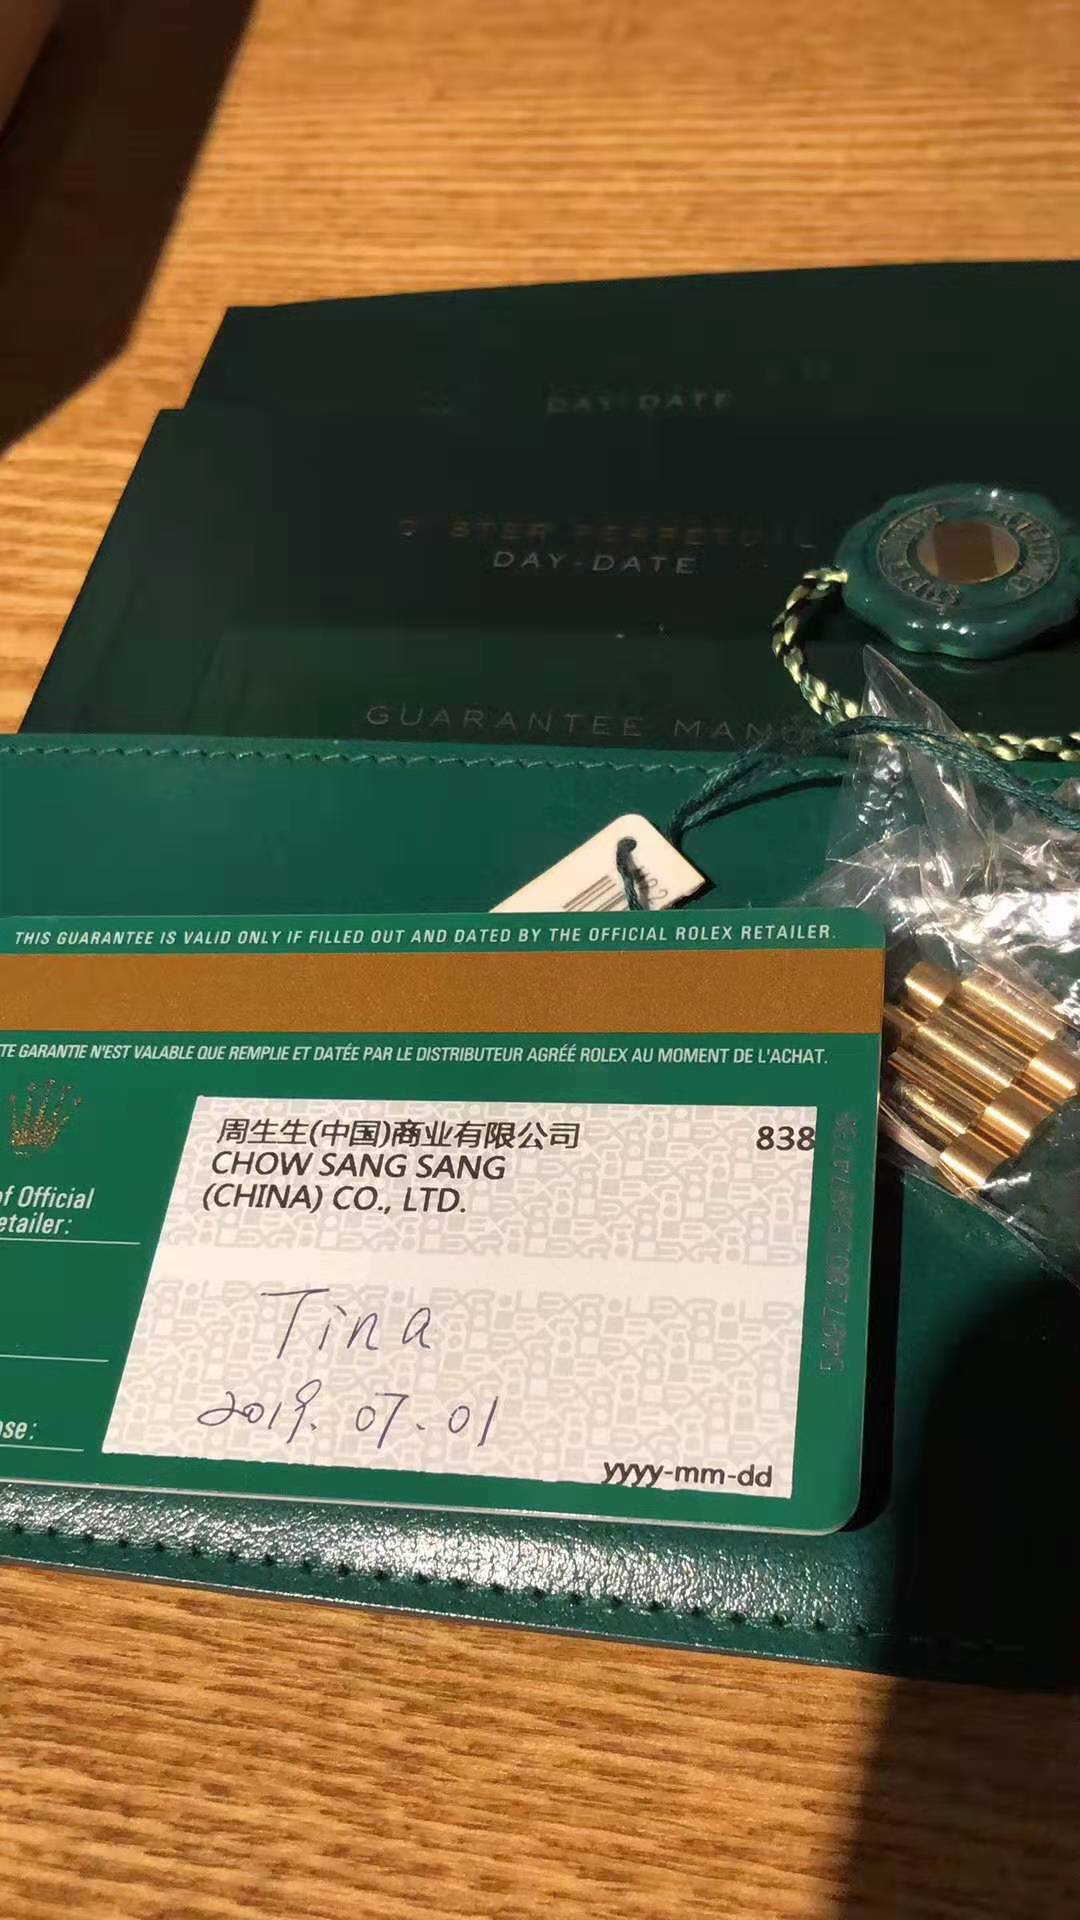 DAY-DATE
OYSTER PERPETUAL
DAY-DATE
GUARANTEE
THIS GUARANTEE IS VALID ONLY IF FILLED OUT AND DATED BY THE OFFICIAL ROLEX RETAILER.
TE GARANTIE N'EST VALABLE QUE REMPLIE ET DATÉE PAR LE DISTRIBUTEUR AGRÉÉ ROLEX AU MOMENT DE L'ACHAT.
周生生(中国)商业有限公司 838
CHOW SANG SANG
(CHINA) CO., LTD.
of Official
etailer:
Tina
2019.07.01
se:
yyyy-mm-dd